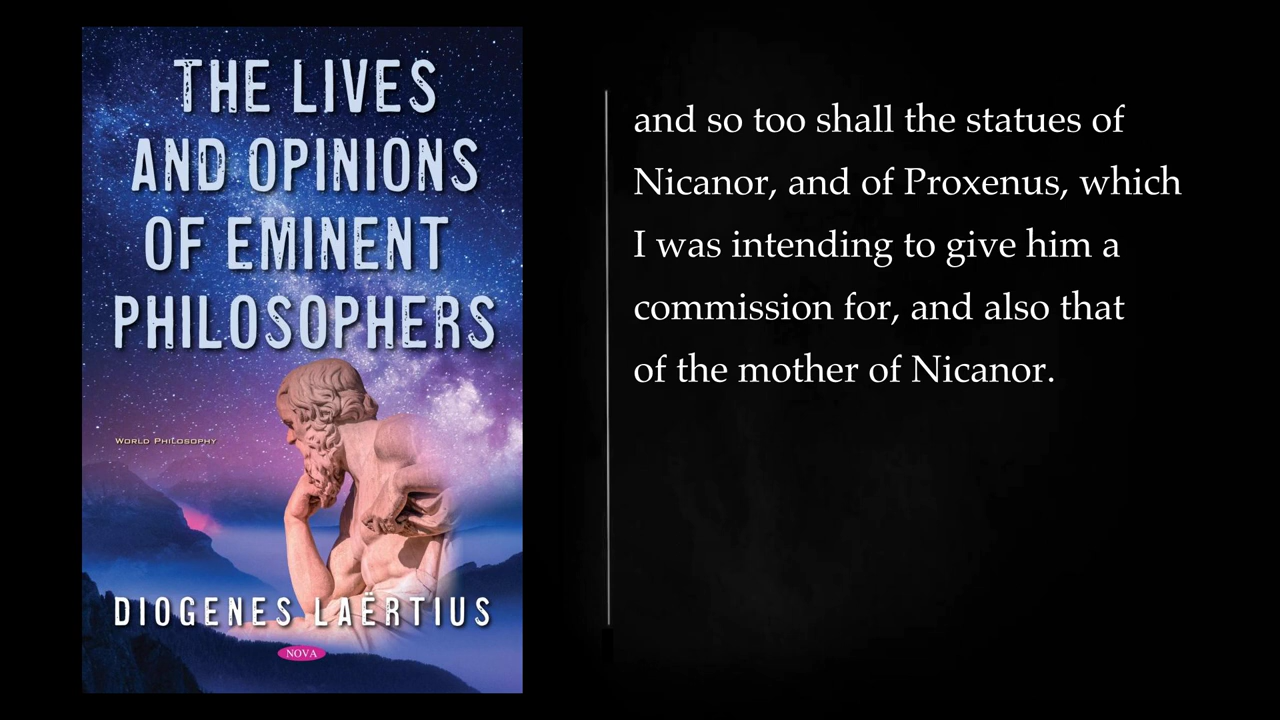 THE LIVES
AND OPINIONS
OF EMINENT
PHILOSOPHERS
WORLD PHILOSOPHY
DIOGENES LAËRTIUS
NOVA
and so too shall the statues of
Nicanor, and of Proxenus, which
I was intending to give him a
commission for, and also that
of the mother of Nicanor.